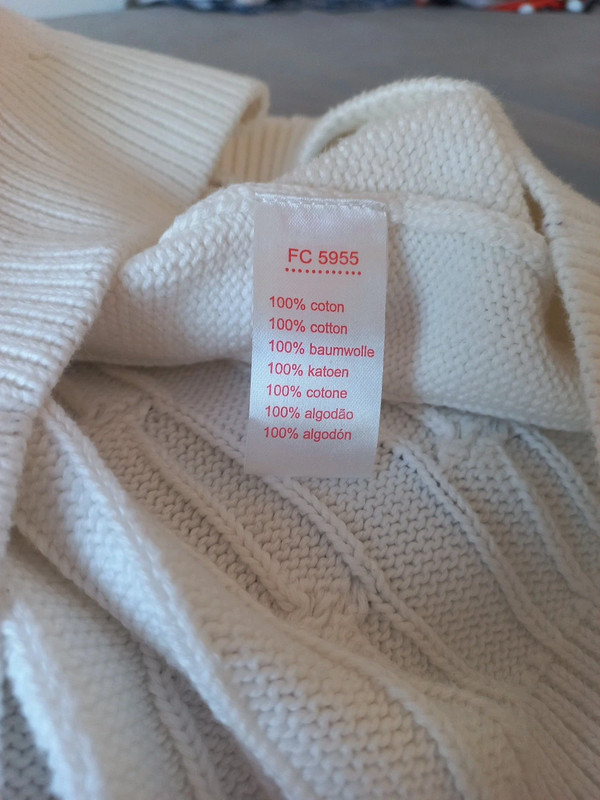 FC 5955
100% coton
100% cotton
100% baumwolle
100% katoen
100% cotone
100% algodão
100% algodón